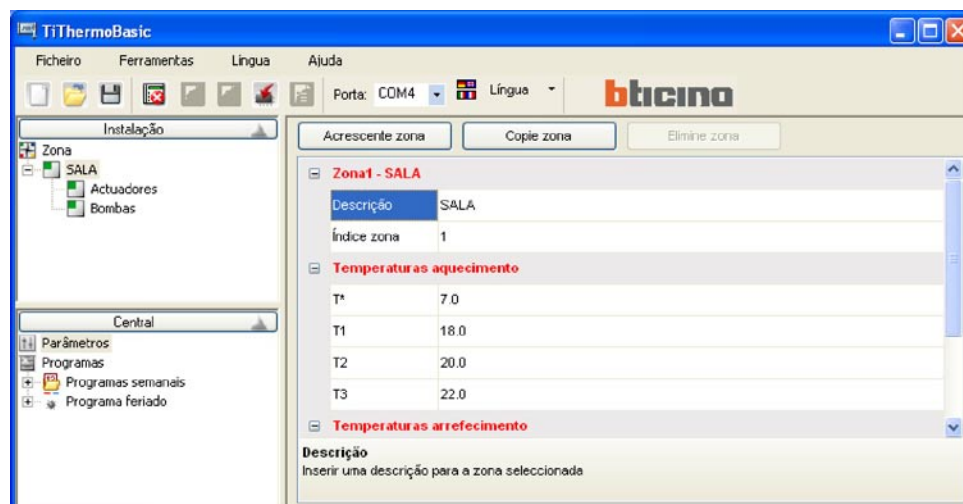 TiThermoBasic
Ficheiro Ferramentas Lingua Ajuda
Porta: COM4 Língua bticino
Instalação
Zona
SALA
Actuadores
Bombas
Central
Parâmetros
Programas
Programas semanais
Programa feriado
Acrescente zona Copie zona Elimine zona
Zona1 - SALA
Descrição SALA
Índice zona 1
Temperaturas aquecimento
T* 7.0
T1 18.0
T2 20.0
T3 22.0
Temperaturas arrefecimento
Descrição
Inserir uma descrição para a zona seleccionada